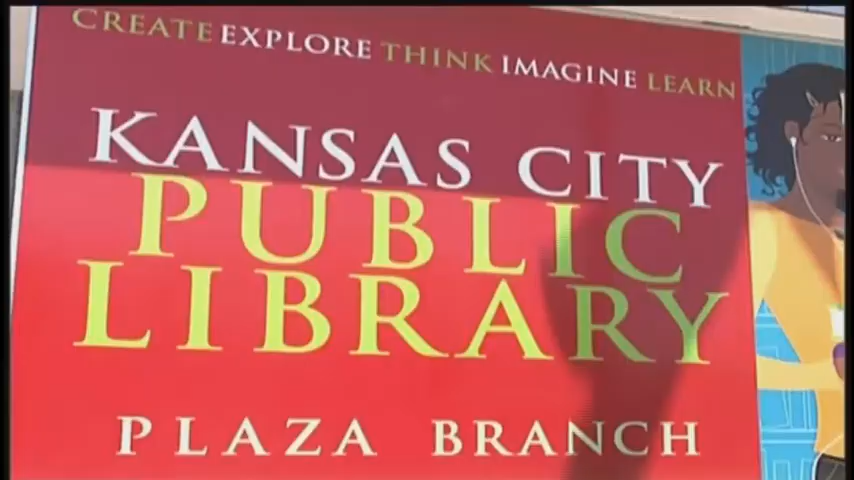 CREATE EXPLORE THINK IMAGINE LEARN
KANSAS CITY
PUBLIC
LIBRARY
PLAZA BRANCH